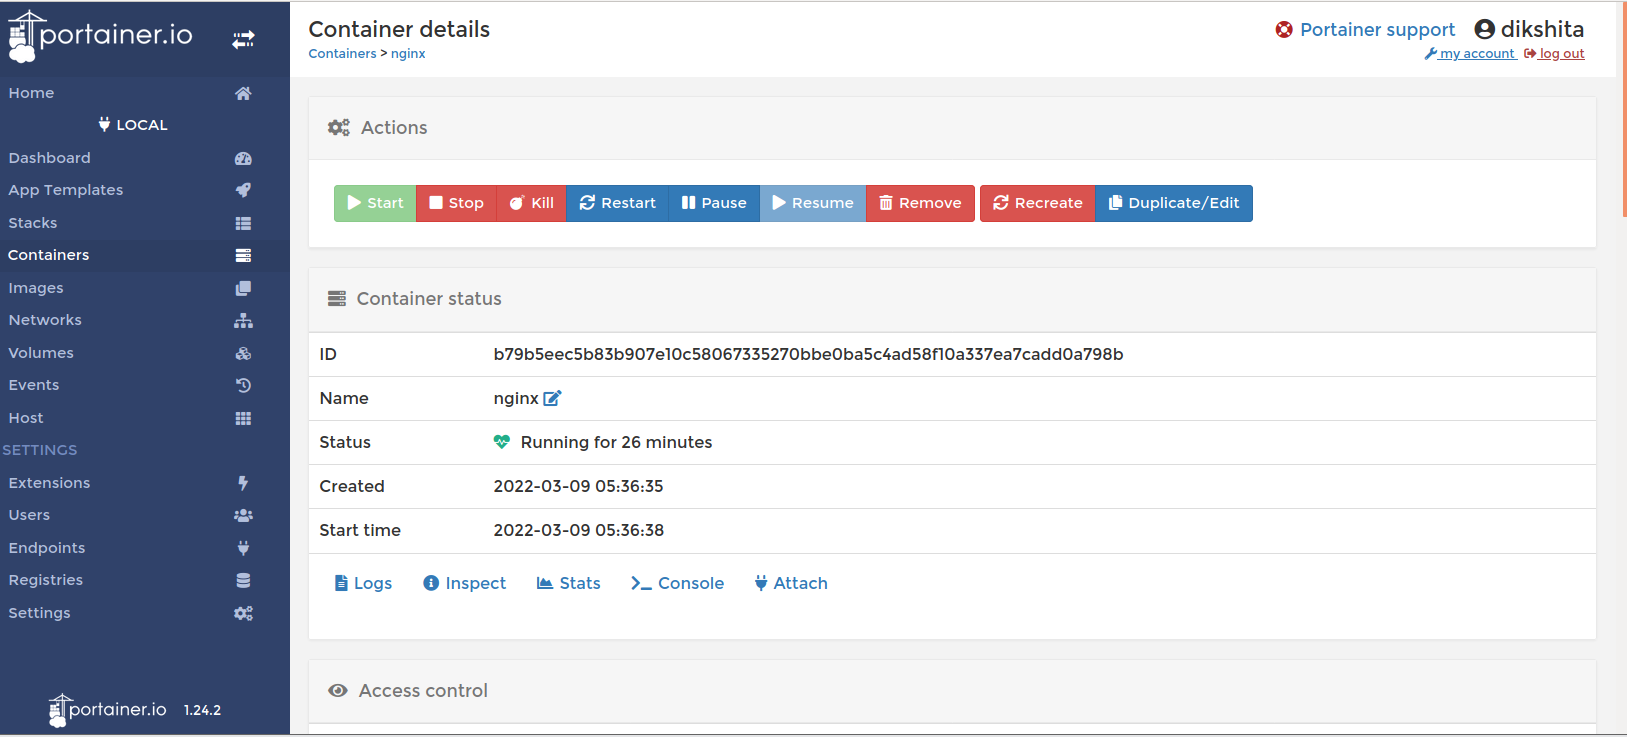 portainer.io
Home
LOCAL
Dashboard
App Templates
Stacks
Containers
Images
Networks
Volumes
Events
Host
SETTINGS
Extensions
Users
Endpoints
Registries
Settings
portainer.io 1.24.2
Container details
Containers > nginx
Portainer support dikshita
my account log out
Actions
Start Stop Kill Restart Pause Resume Remove Recreate Duplicate/Edit
Container status
ID b79b5eec5b83b907e10c58067335270bbe0ba5c4ad58f10a337ea7cadd0a798b
Name nginx
Status Running for 26 minutes
Created 2022-03-09 05:36:35
Start time 2022-03-09 05:36:38
Logs Inspect Stats Console Attach
Access control